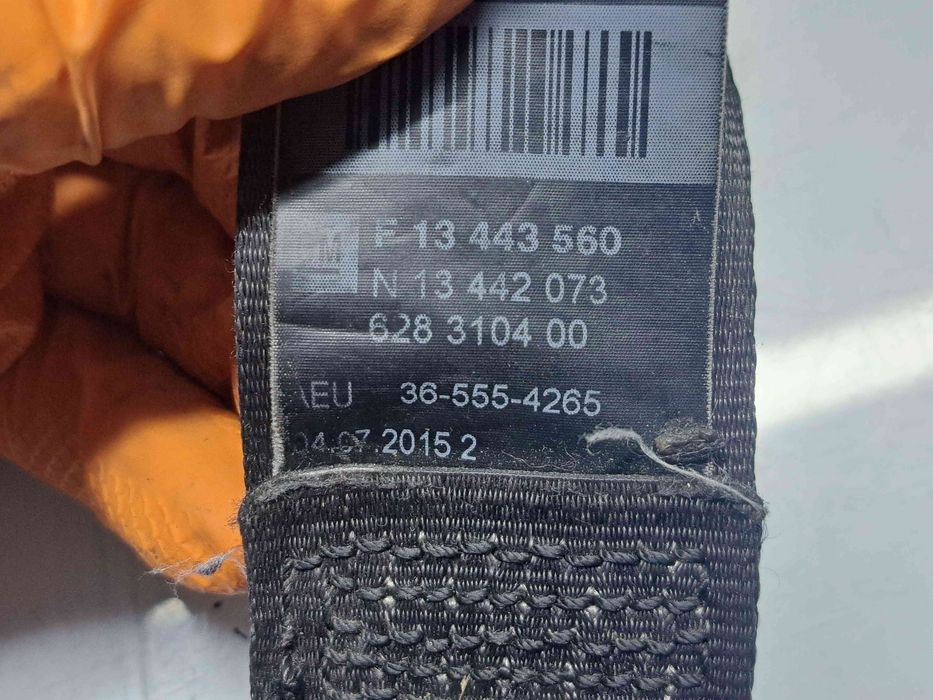 GM
F 13 443 560
N 13 442 073
628 3104 00
AEU 36-555-4265
04.07.2015 2